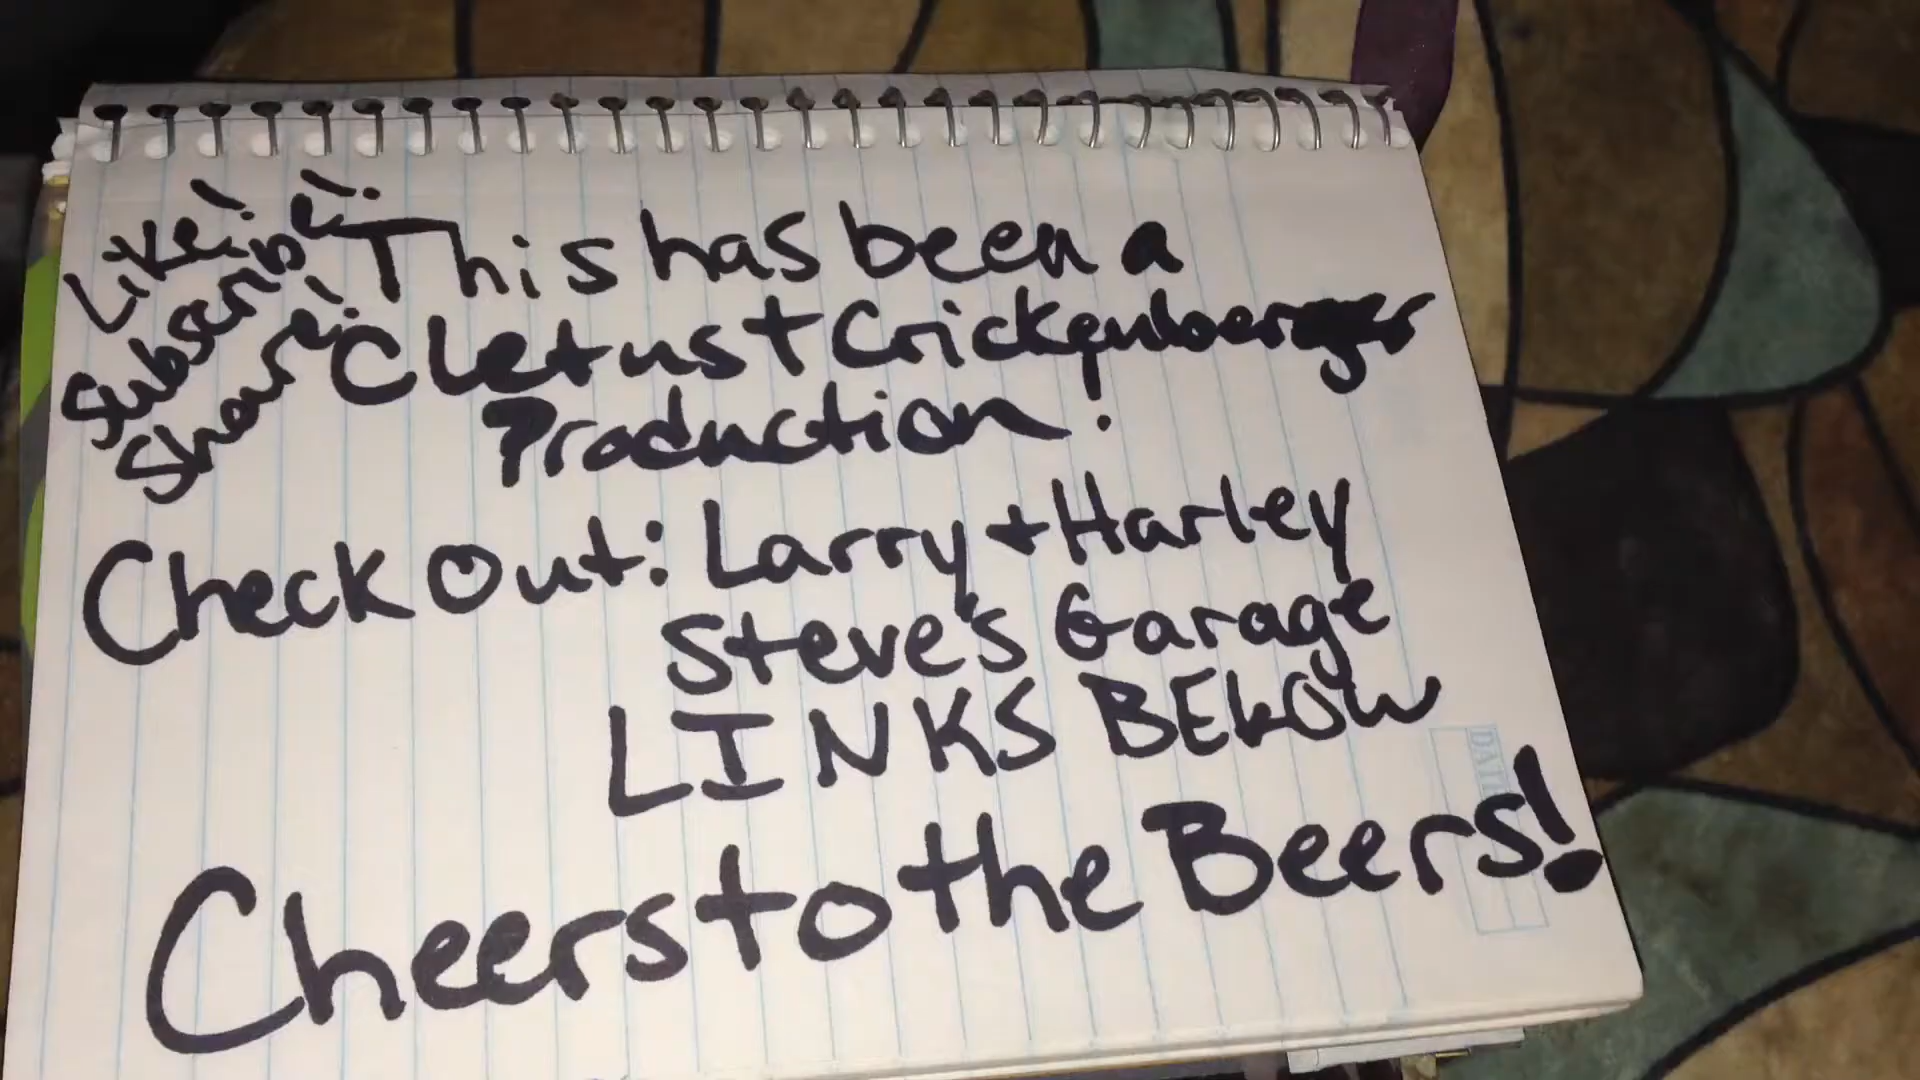 Like!
Subscribe!
Share!
This has been a
Cletus + Crickenberger
Production!
Check Out: Larry + Harley
Steve's Garage
LINKS BELOW
Cheers to the Beers!
DATE